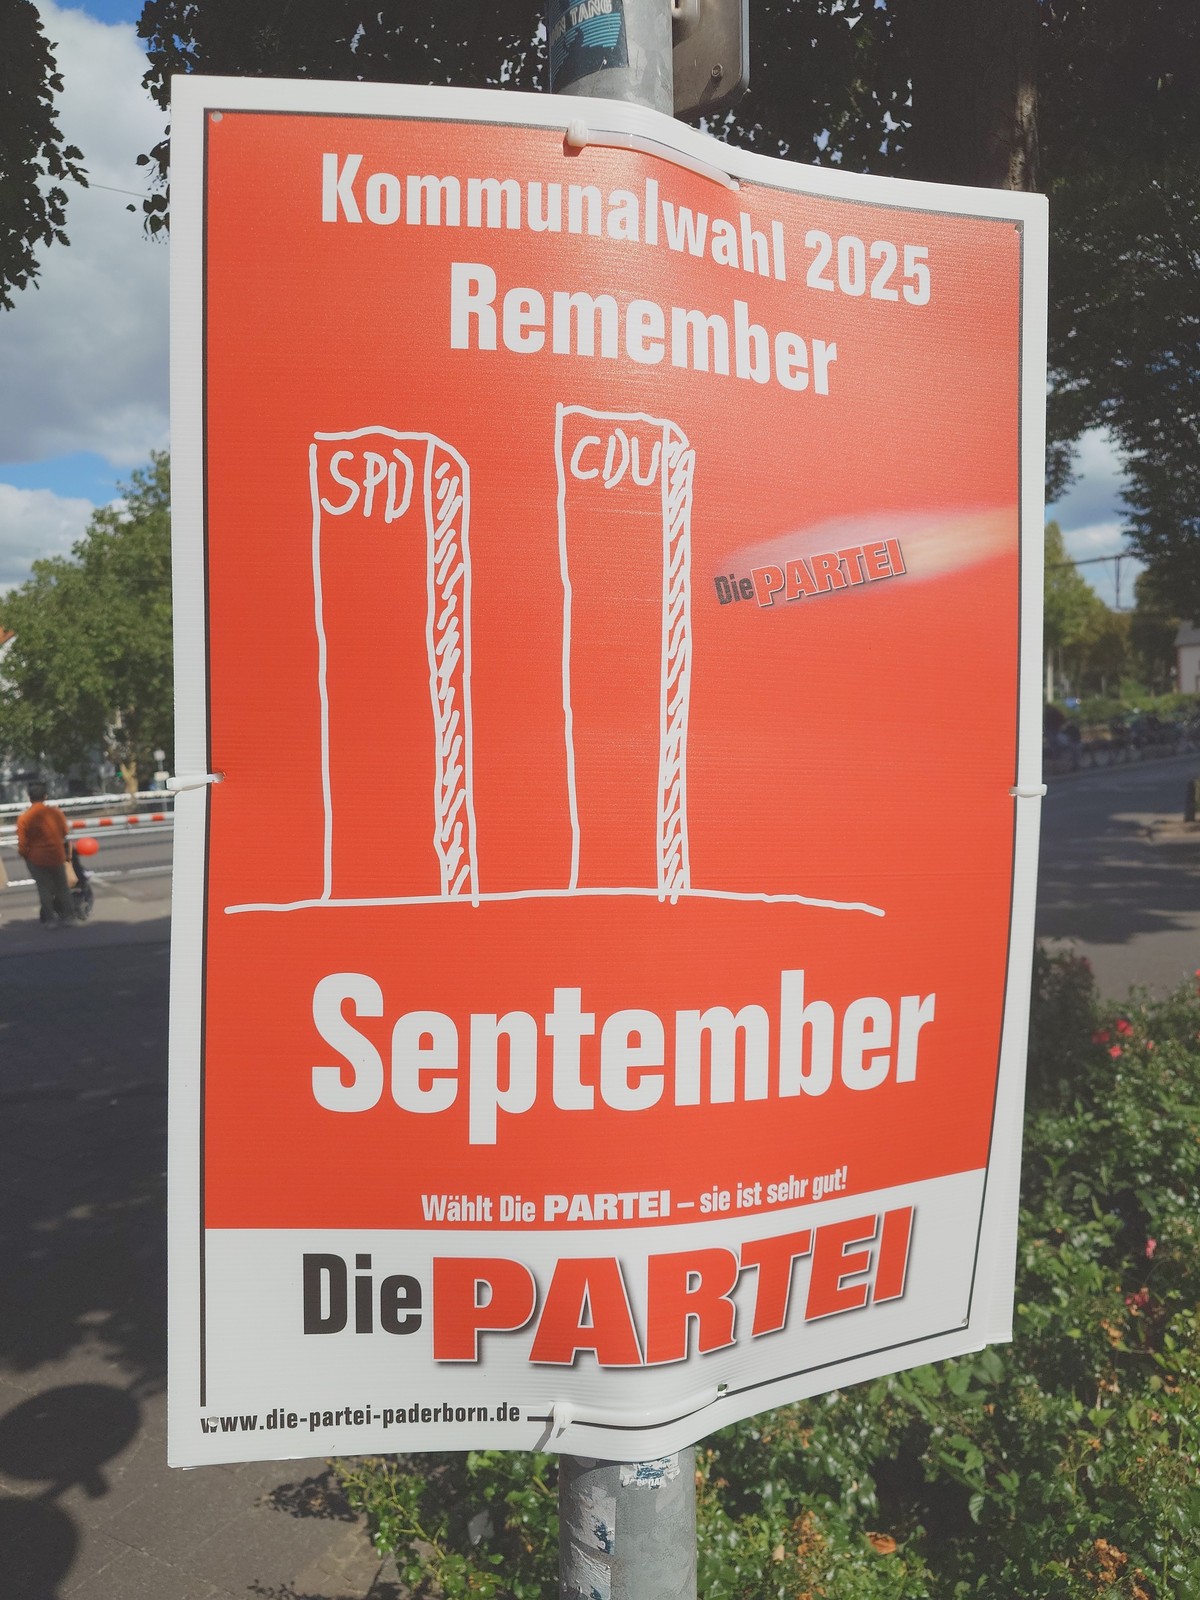 Kommunalwahl 2025
Remember
SPD
CDU
Die PARTEI
September
Wählt Die PARTEI – sie ist sehr gut!
Die PARTEI
www.die-partei-paderborn.de